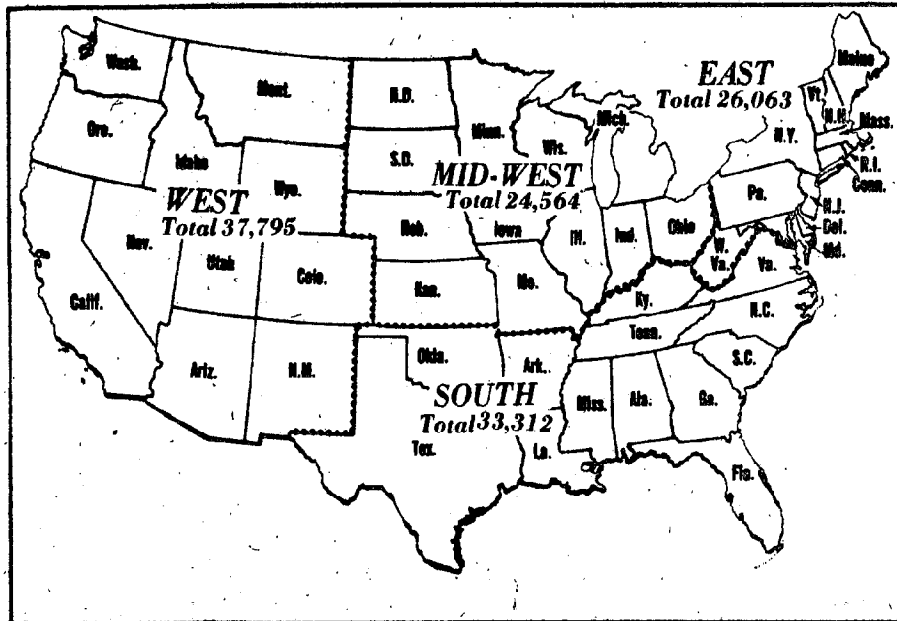 Wash.
Maine
Mont.
N.D.
EAST
Total 26,063
Vt.
N.H.
Mass.
Ore.
Idaho
Minn.
Wis.
Mich.
N.Y.
R.I.
Conn.
S.D.
Wyo.
MID-WEST
Total 24,564
Pa.
N.J.
Del.
Md.
WEST
Total 37,795
Nev.
Utah
Colo.
Neb.
Iowa
Ill.
Ind.
Ohio
W.
Va.
Va.
Calif.
Kan.
Mo.
Ky.
N.C.
Tenn.
Ariz.
N.M.
Okla.
Ark.
S.C.
SOUTH
Total 33,312
Miss.
Ala.
Ga.
Tex.
La.
Fla.